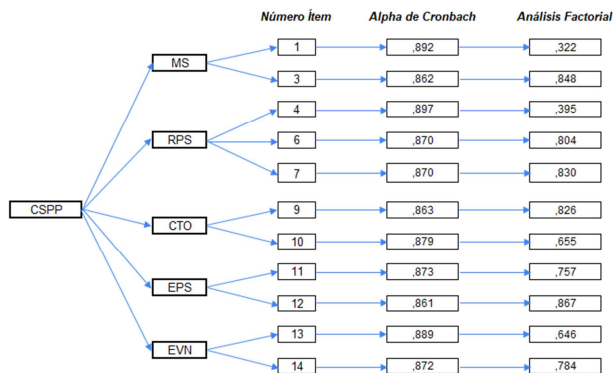 Número Ítem Alpha de Cronbach Análisis Factorial
1 ,892 ,322
MS
3 ,862 ,848
4 ,897 ,395
RPS 6 ,870 ,804
7 ,870 ,830
CSPP
9 ,863 ,826
CTO
10 ,879 ,655
11 ,873 ,757
EPS
12 ,861 ,867
13 ,889 ,646
EVN
14 ,872 ,784